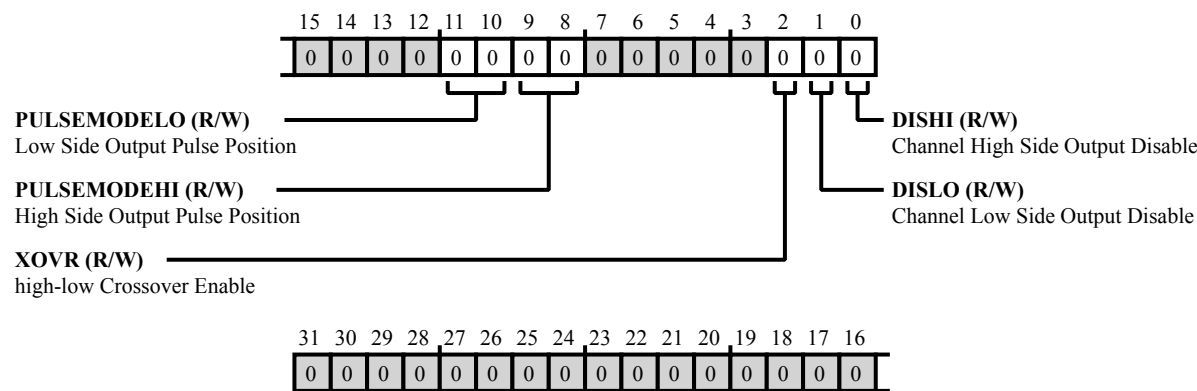 15 14 13 12 11 10 9 8 7 6 5 4 3 2 1 0
0 0 0 0 0 0 0 0 0 0 0 0 0 0 0 0
PULSEMODELO (R/W)
Low Side Output Pulse Position
DISHI (R/W)
Channel High Side Output Disable
PULSEMODEHI (R/W)
High Side Output Pulse Position
DISLO (R/W)
Channel Low Side Output Disable
XOVR (R/W)
high-low Crossover Enable
31 30 29 28 27 26 25 24 23 22 21 20 19 18 17 16
0 0 0 0 0 0 0 0 0 0 0 0 0 0 0 0